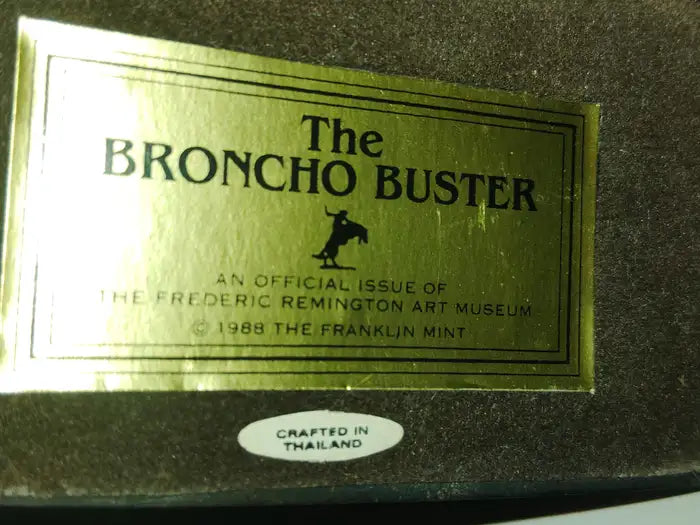 The
BRONCHO BUSTER
AN OFFICIAL ISSUE OF
THE FREDERIC REMINGTON ART MUSEUM
© 1988 THE FRANKLIN MINT
CRAFTED IN
THAILAND